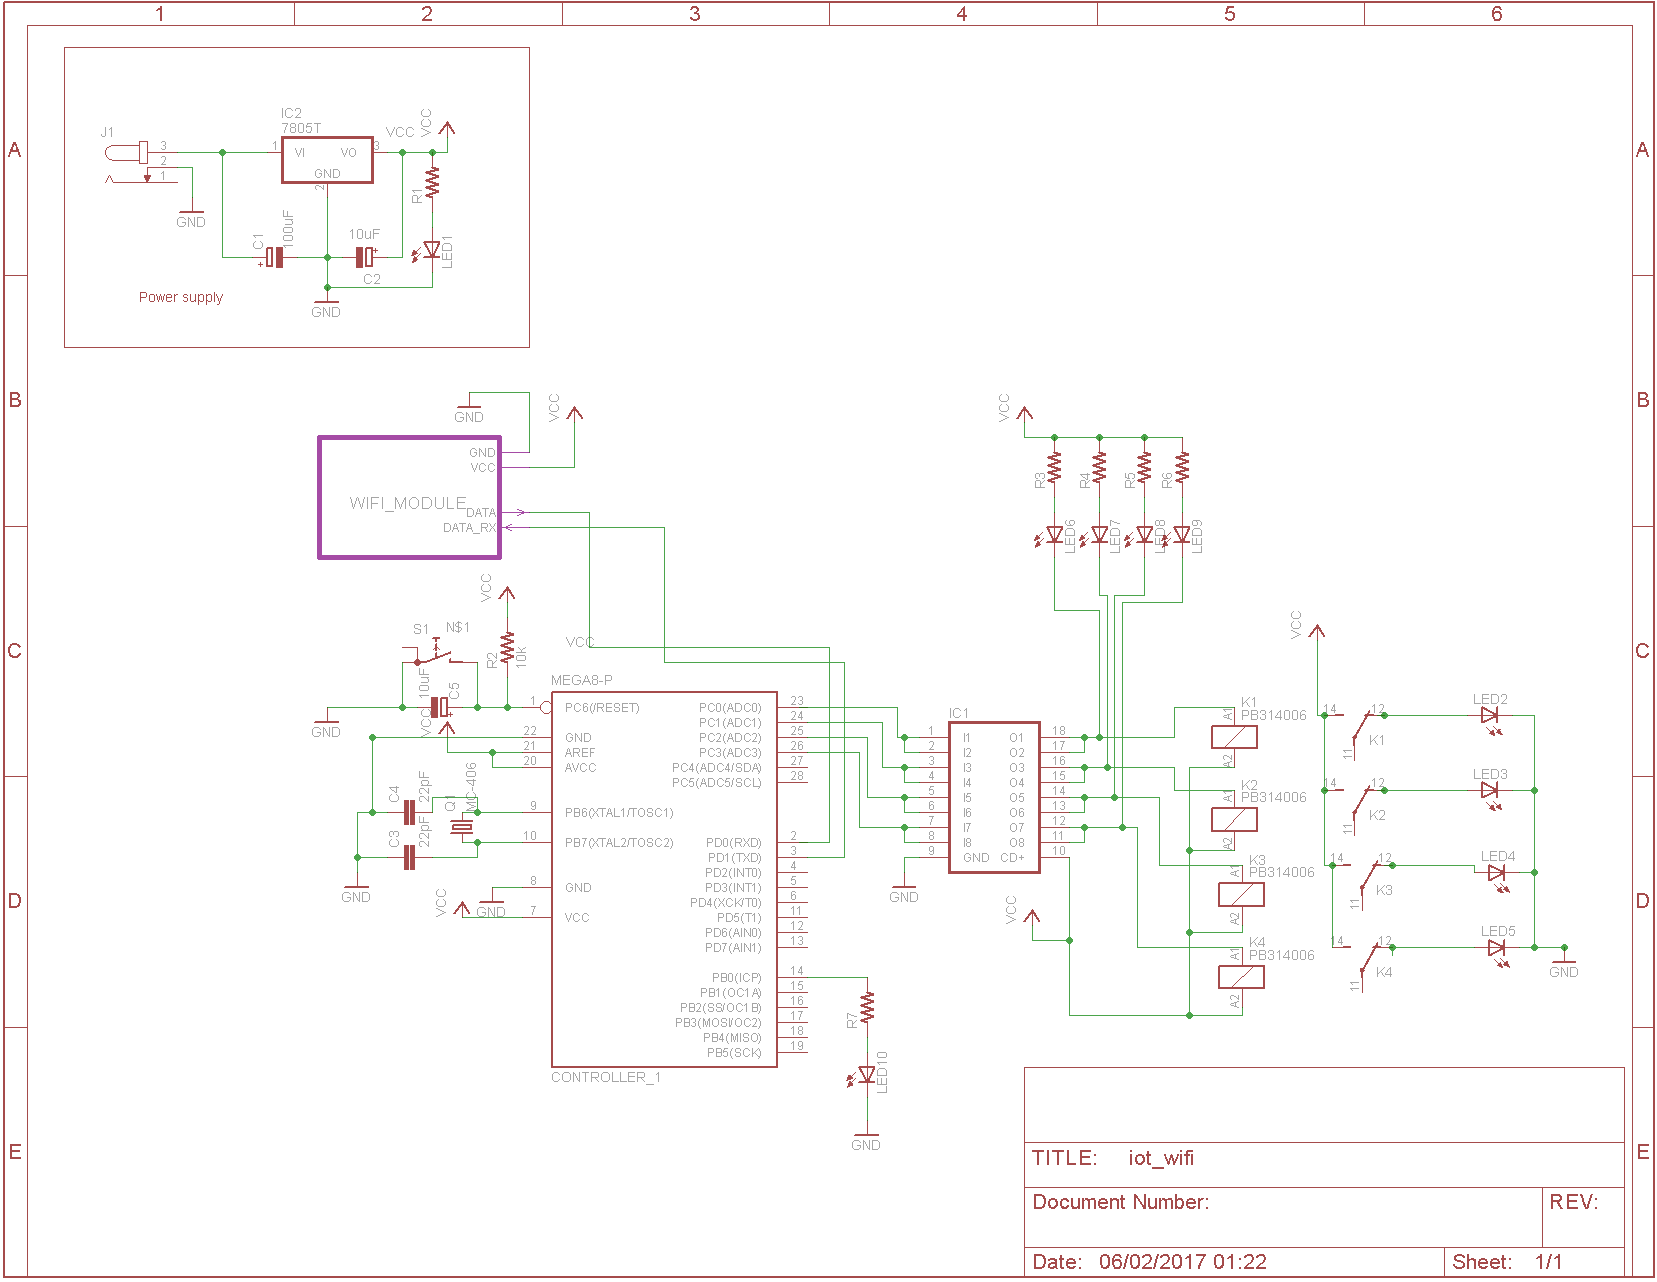 1 2 3 4 5 6
A
B
C
D
E
A
B
C
D
E
J1
3
2
1
GND
IC2
7805T
1
VI
VO
GND
2
3
VCC
VCC
R1
LED1
C1
100uF
+
10uF
+
C2
GND
Power supply
GND
VCC
WIFI_MODULE
GND
VCC
DATA
DATA_RX
VCC
S1
N$1
R2
10k
VCC
10uF
C5
+
VCC
GND
C4
22pF
C3
22pF
Q1
MC-406
GND
VCC
GND
MEGA8-P
1 PC6(/RESET)
22 GND
21 AREF
20 AVCC
9 PB6(XTAL1/TOSC1)
10 PB7(XTAL2/TOSC2)
8 GND
7 VCC
PC0(ADC0) 23
PC1(ADC1) 24
PC2(ADC2) 25
PC3(ADC3) 26
PC4(ADC4/SDA) 27
PC5(ADC5/SCL) 28
PD0(RXD) 2
PD1(TXD) 3
PD2(INT0) 4
PD3(INT1) 5
PD4(XCK/T0) 6
PD5(T1) 11
PD6(AIN0) 12
PD7(AIN1) 13
PB0(ICP) 14
PB1(OC1A) 15
PB2(SS/OC1B) 16
PB3(MOSI/OC2) 17
PB4(MISO) 18
PB5(SCK) 19
CONTROLLER_1
R7
LED10
GND
IC1
1 I1 O1 18
2 I2 O2 17
3 I3 O3 16
4 I4 O4 15
5 I5 O5 14
6 I6 O6 13
7 I7 O7 12
8 I8 O8 11
9 GND CD+ 10
GND
VCC
VCC
R3
R4
R5
R6
LED6
LED7
LED8
LED9
K1
PB314006
A1
A2
K2
PB314006
A1
A2
K3
PB314006
A1
A2
K4
PB314006
A1
A2
VCC
14 12
11
K1
14 12
11
K2
14 12
11
K3
14 12
11
K4
LED2
LED3
LED4
LED5
GND
TITLE: iot_wifi
Document Number:
REV:
Date: 06/02/2017 01:22
Sheet: 1/1